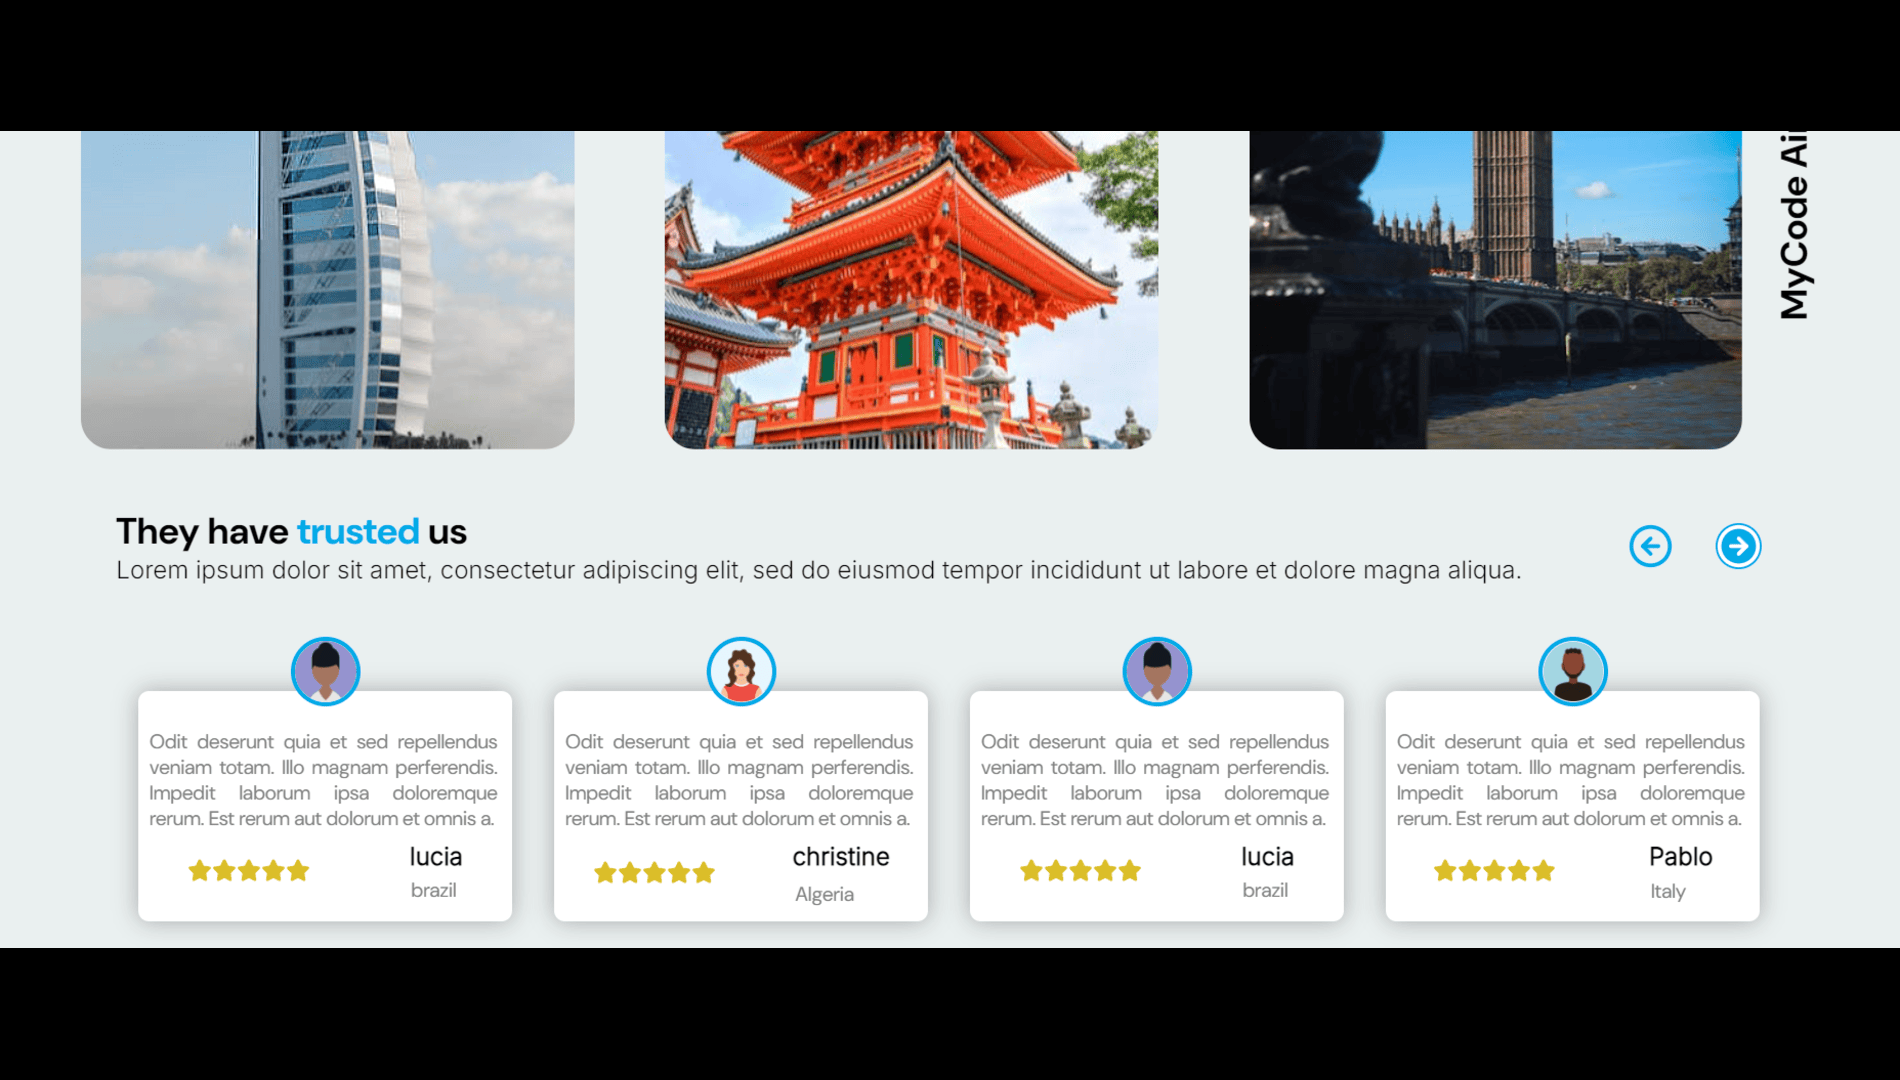 MyCode Ai
They have trusted us
Lorem ipsum dolor sit amet, consectetur adipiscing elit, sed do eiusmod tempor incididunt ut labore et dolore magna aliqua.
Odit deserunt quia et sed repellendus
veniam totam. Illo magnam perferendis.
Impedit laborum ipsa doloremque
rerum. Est rerum aut dolorum et omnis a.
lucia
brazil
Odit deserunt quia et sed repellendus
veniam totam. Illo magnam perferendis.
Impedit laborum ipsa doloremque
rerum. Est rerum aut dolorum et omnis a.
christine
Algeria
Odit deserunt quia et sed repellendus
veniam totam. Illo magnam perferendis.
Impedit laborum ipsa doloremque
rerum. Est rerum aut dolorum et omnis a.
lucia
brazil
Odit deserunt quia et sed repellendus
veniam totam. Illo magnam perferendis.
Impedit laborum ipsa doloremque
rerum. Est rerum aut dolorum et omnis a.
Pablo
Italy